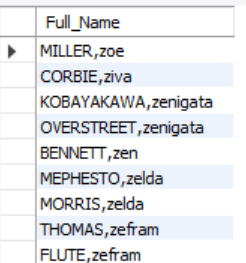 Full_Name
MILLER,zoe
CORBIE,ziva
KOBAYAKAWA,zenigata
OVERSTREET,zenigata
BENNETT,zen
MEPHESTO,zelda
MORRIS,zelda
THOMAS,zefram
FLUTE,zefram